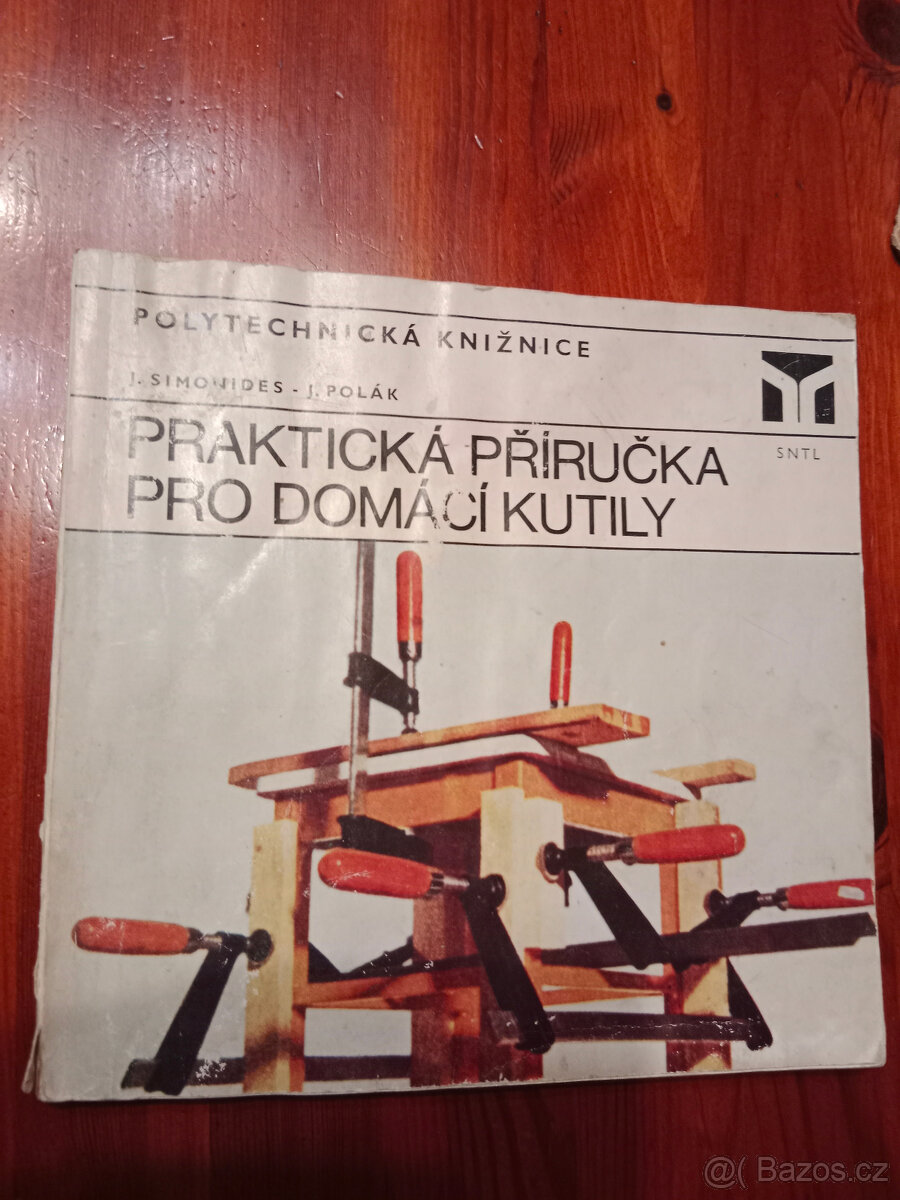 POLYTECHNICKÁ KNIŽNICE
J. SIMONIDES - J. POLÁK
PRAKTICKÁ PŘÍRUČKA
PRO DOMÁCÍ KUTILY
SNTL
@ Bazos.cz